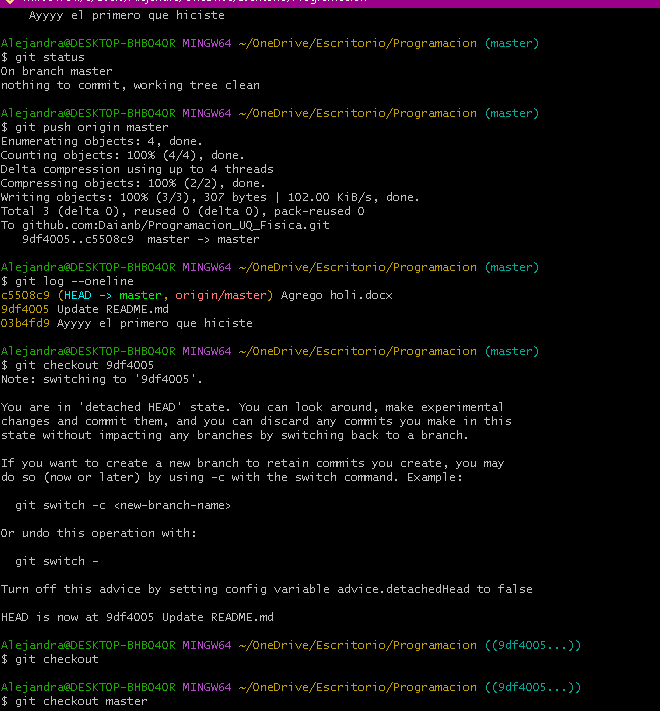 Ayyyy el primero que hiciste
Alejandra@DESKTOP-BHBO4OR MINGW64 ~/OneDrive/Escritorio/Programacion (master)
$ git status
On branch master
nothing to commit, working tree clean
Alejandra@DESKTOP-BHBO4OR MINGW64 ~/OneDrive/Escritorio/Programacion (master)
$ git push origin master
Enumerating objects: 4, done.
Counting objects: 100% (4/4), done.
Delta compression using up to 4 threads
Compressing objects: 100% (2/2), done.
Writing objects: 100% (3/3), 307 bytes | 102.00 KiB/s, done.
Total 3 (delta 0), reused 0 (delta 0), pack-reused 0
To github.com:Daianb/Programacion_UQ_Fisica.git
9df4005..c5508c9  master -> master
Alejandra@DESKTOP-BHBO4OR MINGW64 ~/OneDrive/Escritorio/Programacion (master)
$ git log --oneline
c5508c9 (HEAD -> master, origin/master) Agrego holi.docx
9df4005 Update README.md
03b4fd9 Ayyyy el primero que hiciste
Alejandra@DESKTOP-BHBO4OR MINGW64 ~/OneDrive/Escritorio/Programacion (master)
$ git checkout 9df4005
Note: switching to '9df4005'.
You are in 'detached HEAD' state. You can look around, make experimental
changes and commit them, and you can discard any commits you make in this
state without impacting any branches by switching back to a branch.
If you want to create a new branch to retain commits you create, you may
do so (now or later) by using -c with the switch command. Example:
git switch -c <new-branch-name>
Or undo this operation with:
git switch -
Turn off this advice by setting config variable advice.detachedHead to false
HEAD is now at 9df4005 Update README.md
Alejandra@DESKTOP-BHBO4OR MINGW64 ~/OneDrive/Escritorio/Programacion ((9df4005...))
$ git checkout
Alejandra@DESKTOP-BHBO4OR MINGW64 ~/OneDrive/Escritorio/Programacion ((9df4005...))
$ git checkout master